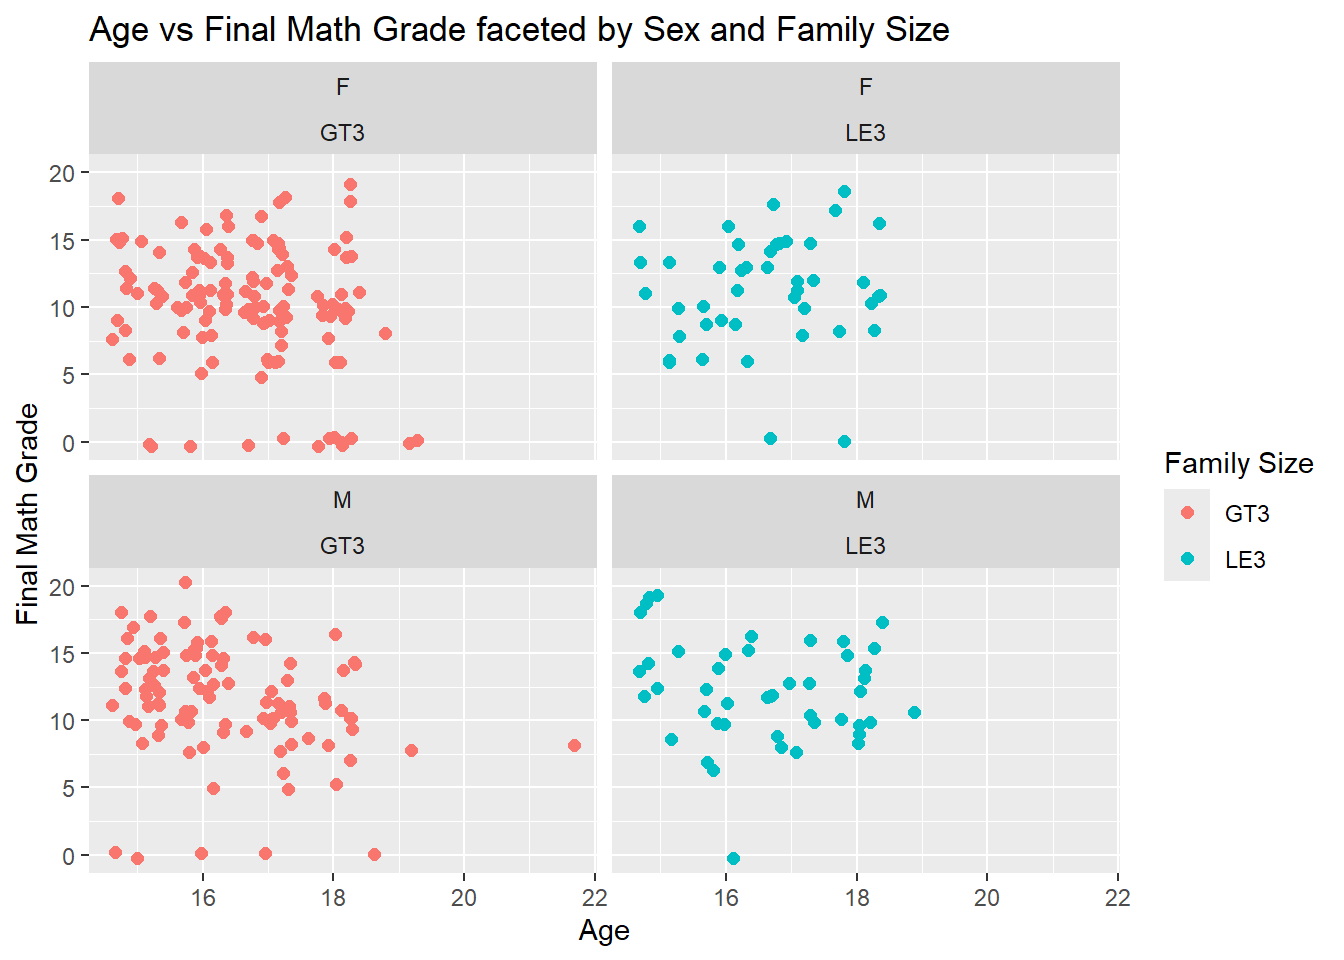 Age vs Final Math Grade faceted by Sex and Family Size
F
GT3
F
LE3
20
15
10
5
0
M
GT3
M
LE3
20
15
10
5
0
16
18
20
22
16
18
20
22
Age
Final Math Grade
Family Size
GT3
LE3